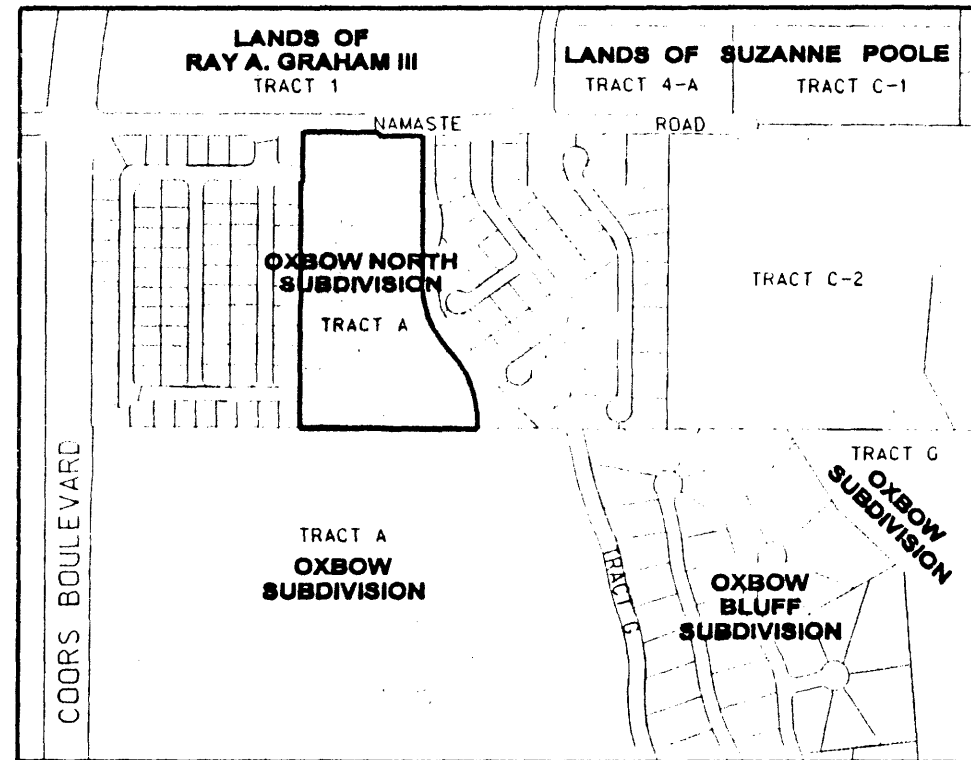 LANDS OF
RAY A. GRAHAM III
TRACT 1
LANDS OF SUZANNE POOLE
TRACT 4-A
TRACT C-1
NAMASTE ROAD
OXBOW NORTH
SUBDIVISION
TRACT A
TRACT C-2
COORS BOULEVARD
TRACT A
OXBOW
SUBDIVISION
TRACT G
TRACT G
OXBOW
SUBDIVISION
OXBOW
BLUFF
SUBDIVISION